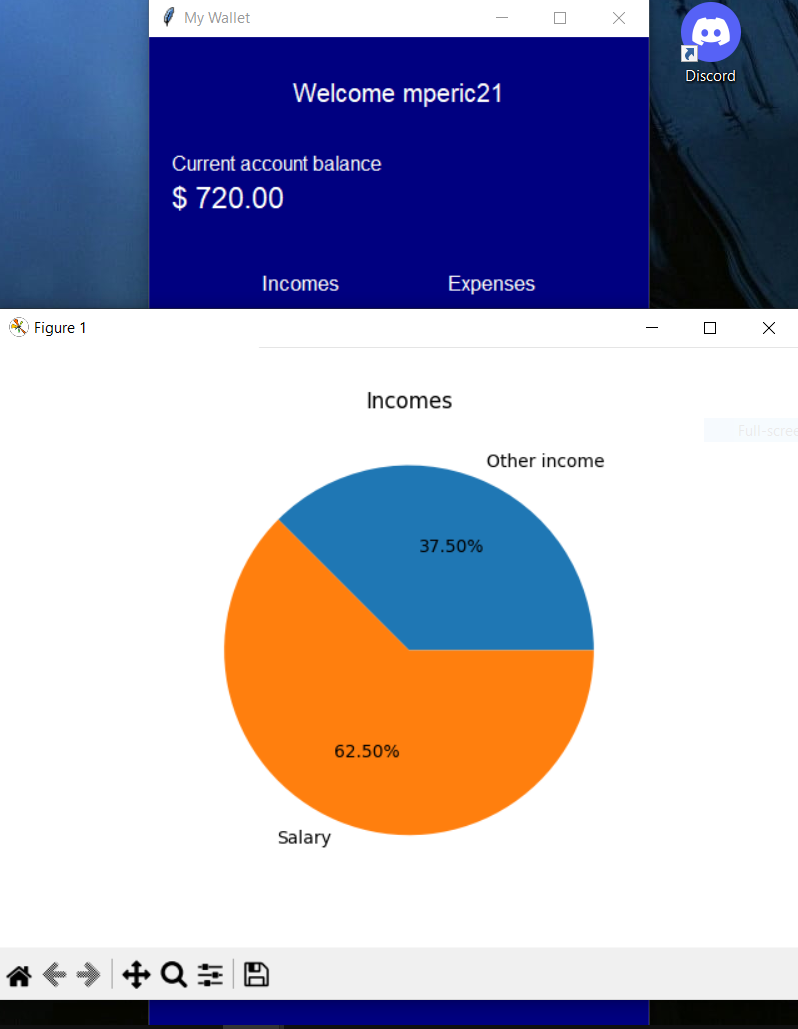 My Wallet
Discord
Welcome mperic21
Current account balance
$ 720.00
Incomes Expenses
Figure 1
Incomes
Full-scree
Other income
37.50%
62.50%
Salary